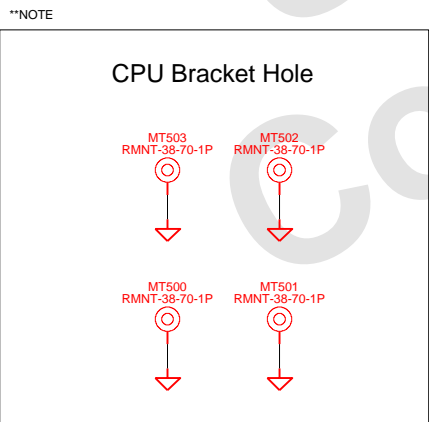 **NOTE
CPU Bracket Hole
MT503
RMNT-38-70-1P
MT502
RMNT-38-70-1P
MT500
RMNT-38-70-1P
MT501
RMNT-38-70-1P